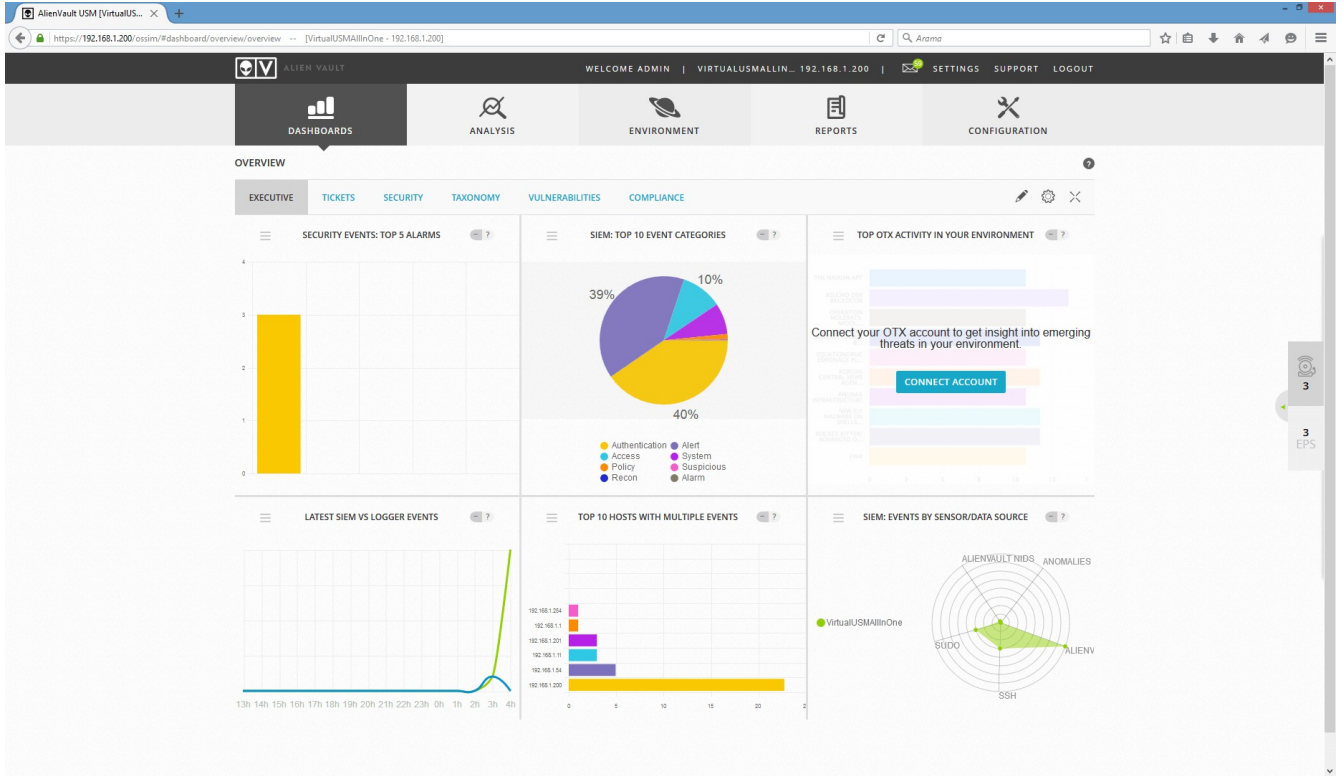 AlienVault USM [VirtualUS...
https://192.168.1.200/ossim/#dashboard/overview/overview -- [VirtualUSMAllInOne - 192.168.1.200]
Arama
ALIEN VAULT
WELCOME ADMIN | VIRTUALUSMALLIN... 192.168.1.200 |
SETTINGS SUPPORT LOGOUT
DASHBOARDS
ANALYSIS
ENVIRONMENT
REPORTS
CONFIGURATION
OVERVIEW
EXECUTIVE TICKETS SECURITY TAXONOMY VULNERABILITIES COMPLIANCE
SECURITY EVENTS: TOP 5 ALARMS
4
3
2
1
0
SIEM: TOP 10 EVENT CATEGORIES
39%
10%
40%
Authentication Alert
Access System
Policy Suspicious
Recon Alarm
TOP OTX ACTIVITY IN YOUR ENVIRONMENT
Connect your OTX account to get insight into emerging
threats in your environment.
CONNECT ACCOUNT
3
3
EPS
LATEST SIEM VS LOGGER EVENTS
13h 14h 15h 16h 17h 18h 19h 20h 21h 22h 23h 0h 1h 2h 3h 4h
TOP 10 HOSTS WITH MULTIPLE EVENTS
192.168.1.254
192.168.1.1
192.168.1.201
192.168.1.11
192.168.1.54
192.168.1.200
0 5 10 15 20 2
SIEM: EVENTS BY SENSOR/DATA SOURCE
VirtualUSMAllInOne
ALIENVAULT NIDS
ANOMALIES
SUDO
ALIENV
SSH